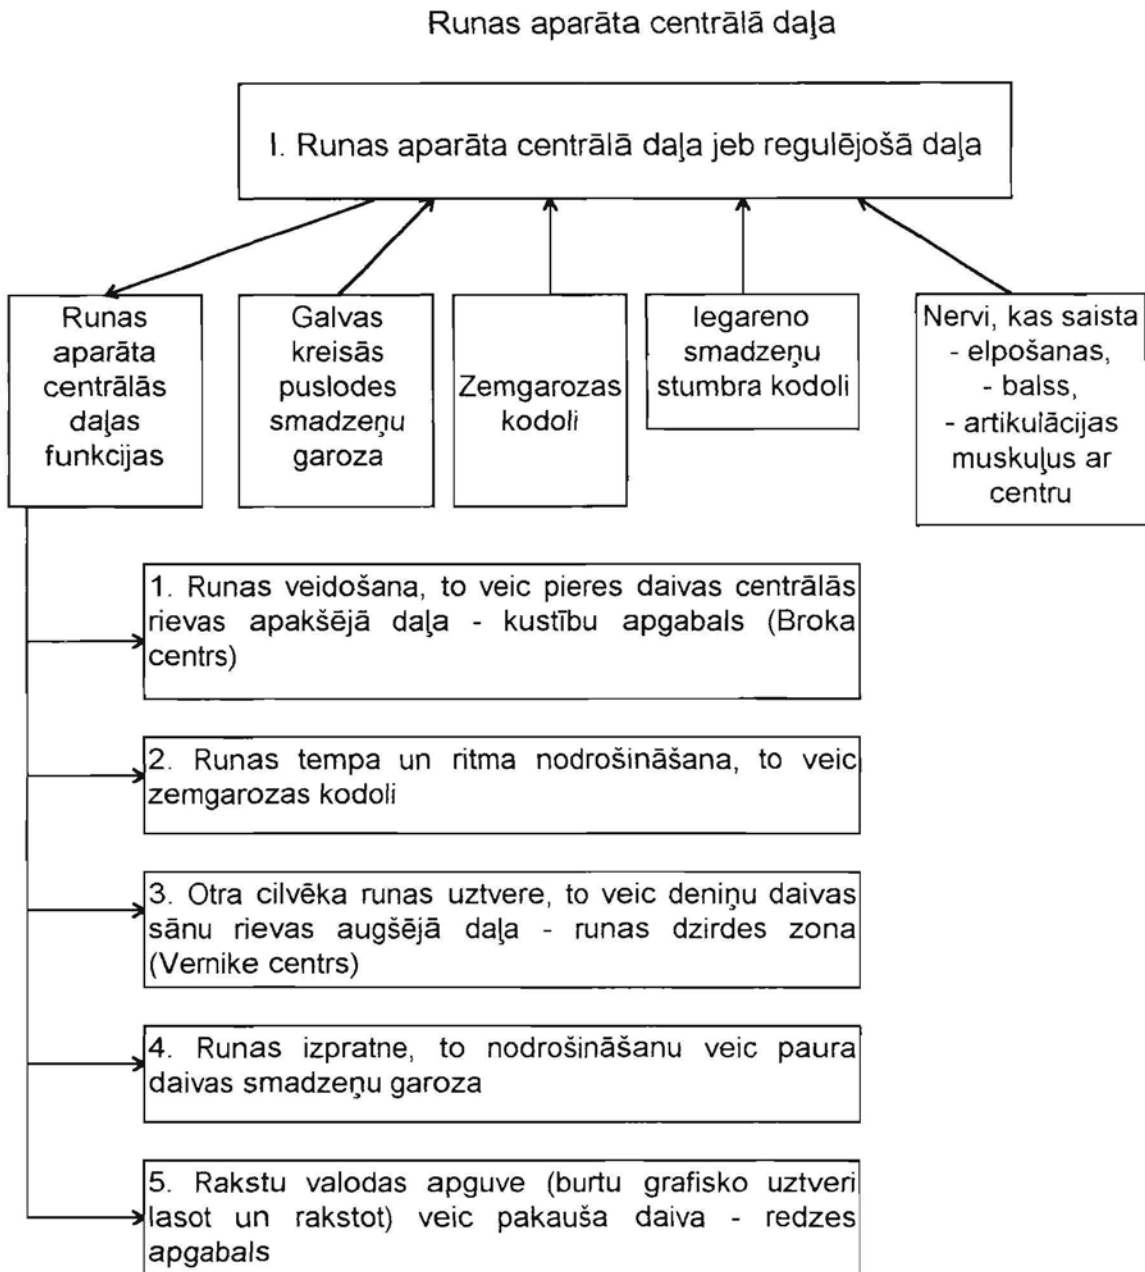 Runas aparāta centrālā daļa
I. Runas aparāta centrālā daļa jeb regulējošā daļa
Runas
aparāta
centrālās
daļas
funkcijas
Galvas
kreisās
puslodes
smadzeņu
garoza
Zemgarozas
kodoli
Iegareno
smadzeņu
stumbra kodoli
Nervi, kas saista
- elpošanas,
- balss,
- artikulācijas
muskuļus ar
centru
1. Runas veidošana, to veic pieres daivas centrālās
rievas apakšējā daļa - kustību apgabals (Broka
centrs)
2. Runas tempa un ritma nodrošināšana, to veic
zemgarozas kodoli
3. Otra cilvēka runas uztvere, to veic deniņu daivas
sānu rievas augšējā daļa - runas dzirdes zona
(Vernike centrs)
4. Runas izpratne, to nodrošināšanu veic paura
daivas smadzeņu garoza
5. Rakstu valodas apguve (burtu grafisko uztveri
lasot un rakstot) veic pakauša daiva - redzes
apgabals